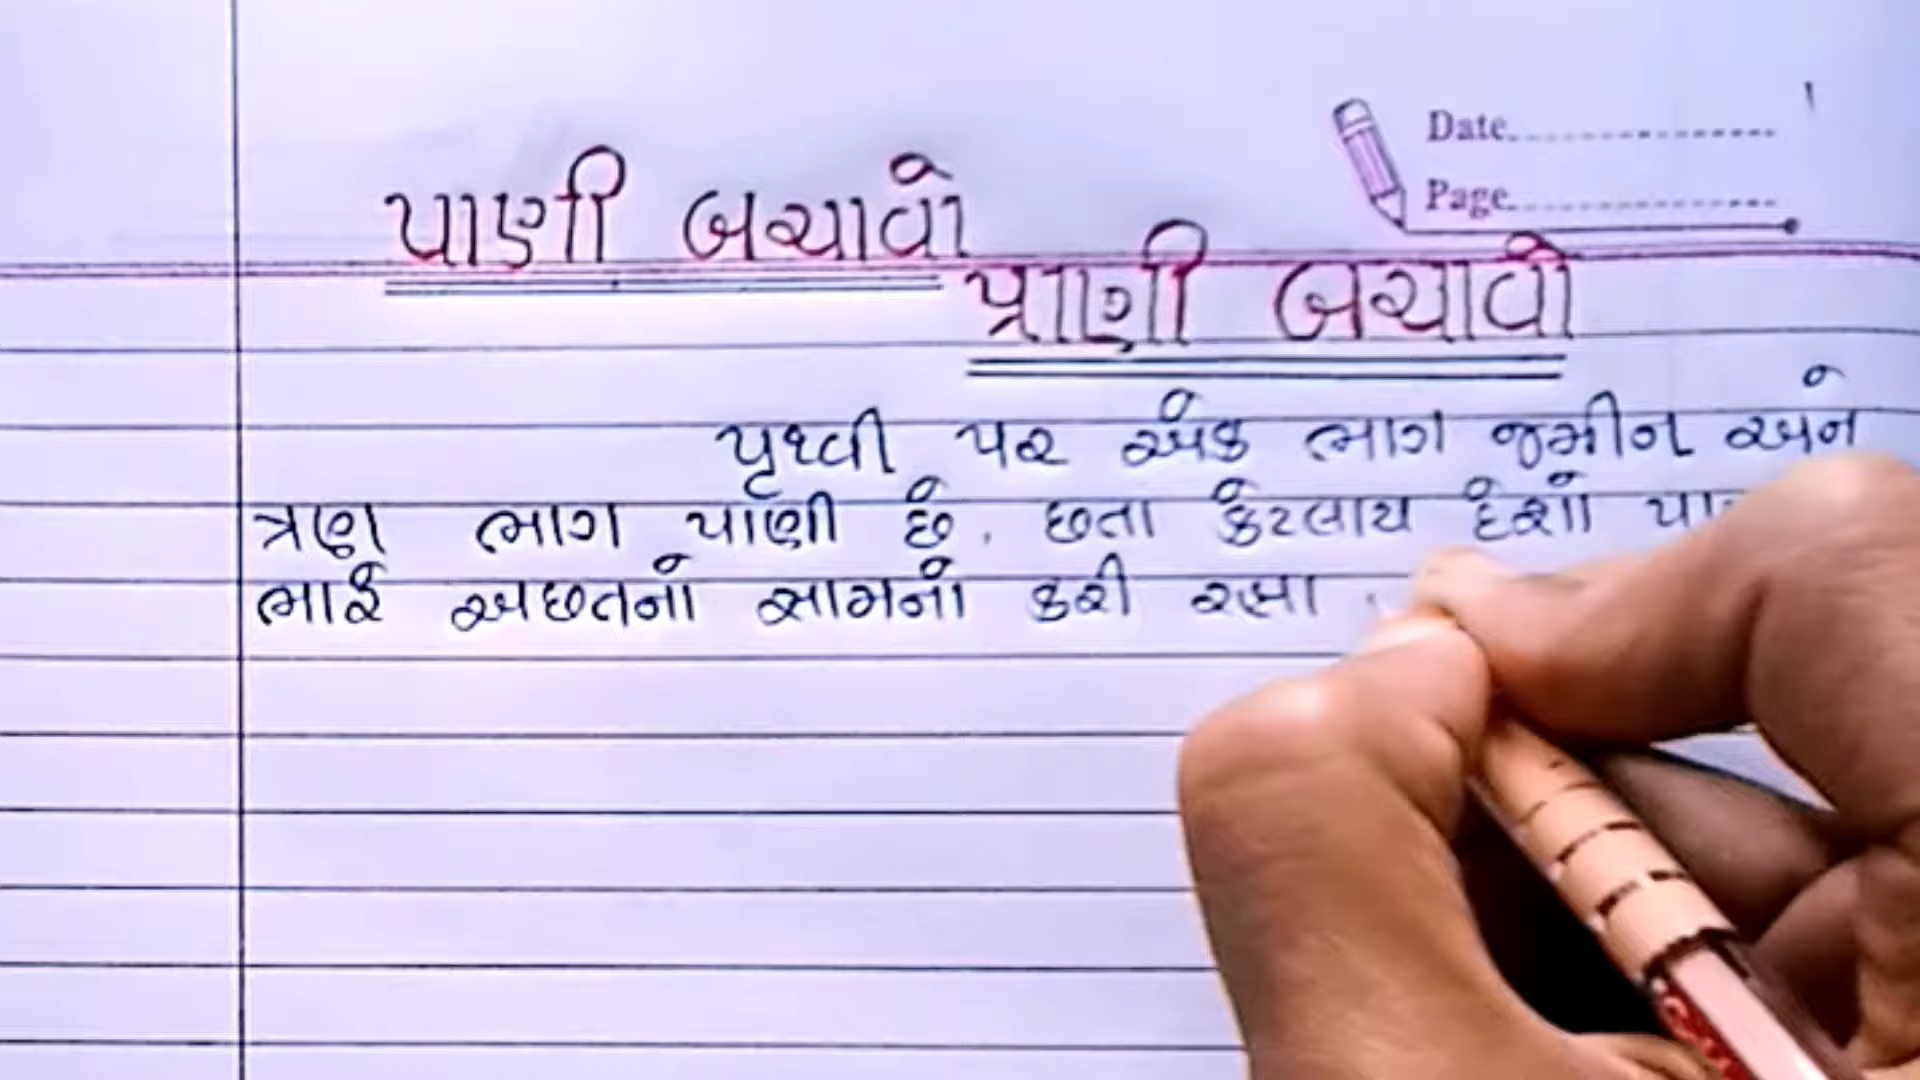 Date
Page
પાણી બચાવો
પ્રાણી બચાવો
પૃથ્વી પર એક ભાગ જમીન અને
ત્રણ ભાગ પાણી છે. છતા કેટલાય દેશો
ભારે અછતનો સામનો કરી રહ્યા